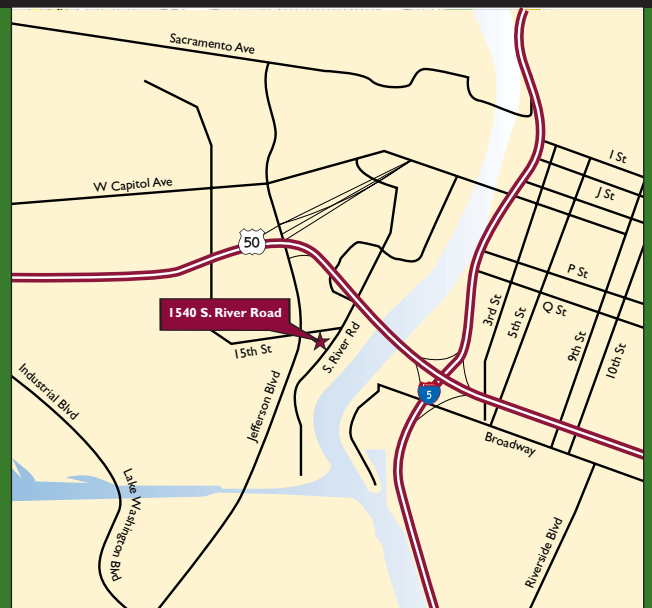 Sacramento Ave
I St
J St
W Capitol Ave
50
P St
Q St
3rd St
5th St
9th St
10th St
1540 S. River Road
15th St
S. River Rd
Industrial Blvd
Jefferson Blvd
5
Broadway
Lake Washington Blvd
Riverside Blvd